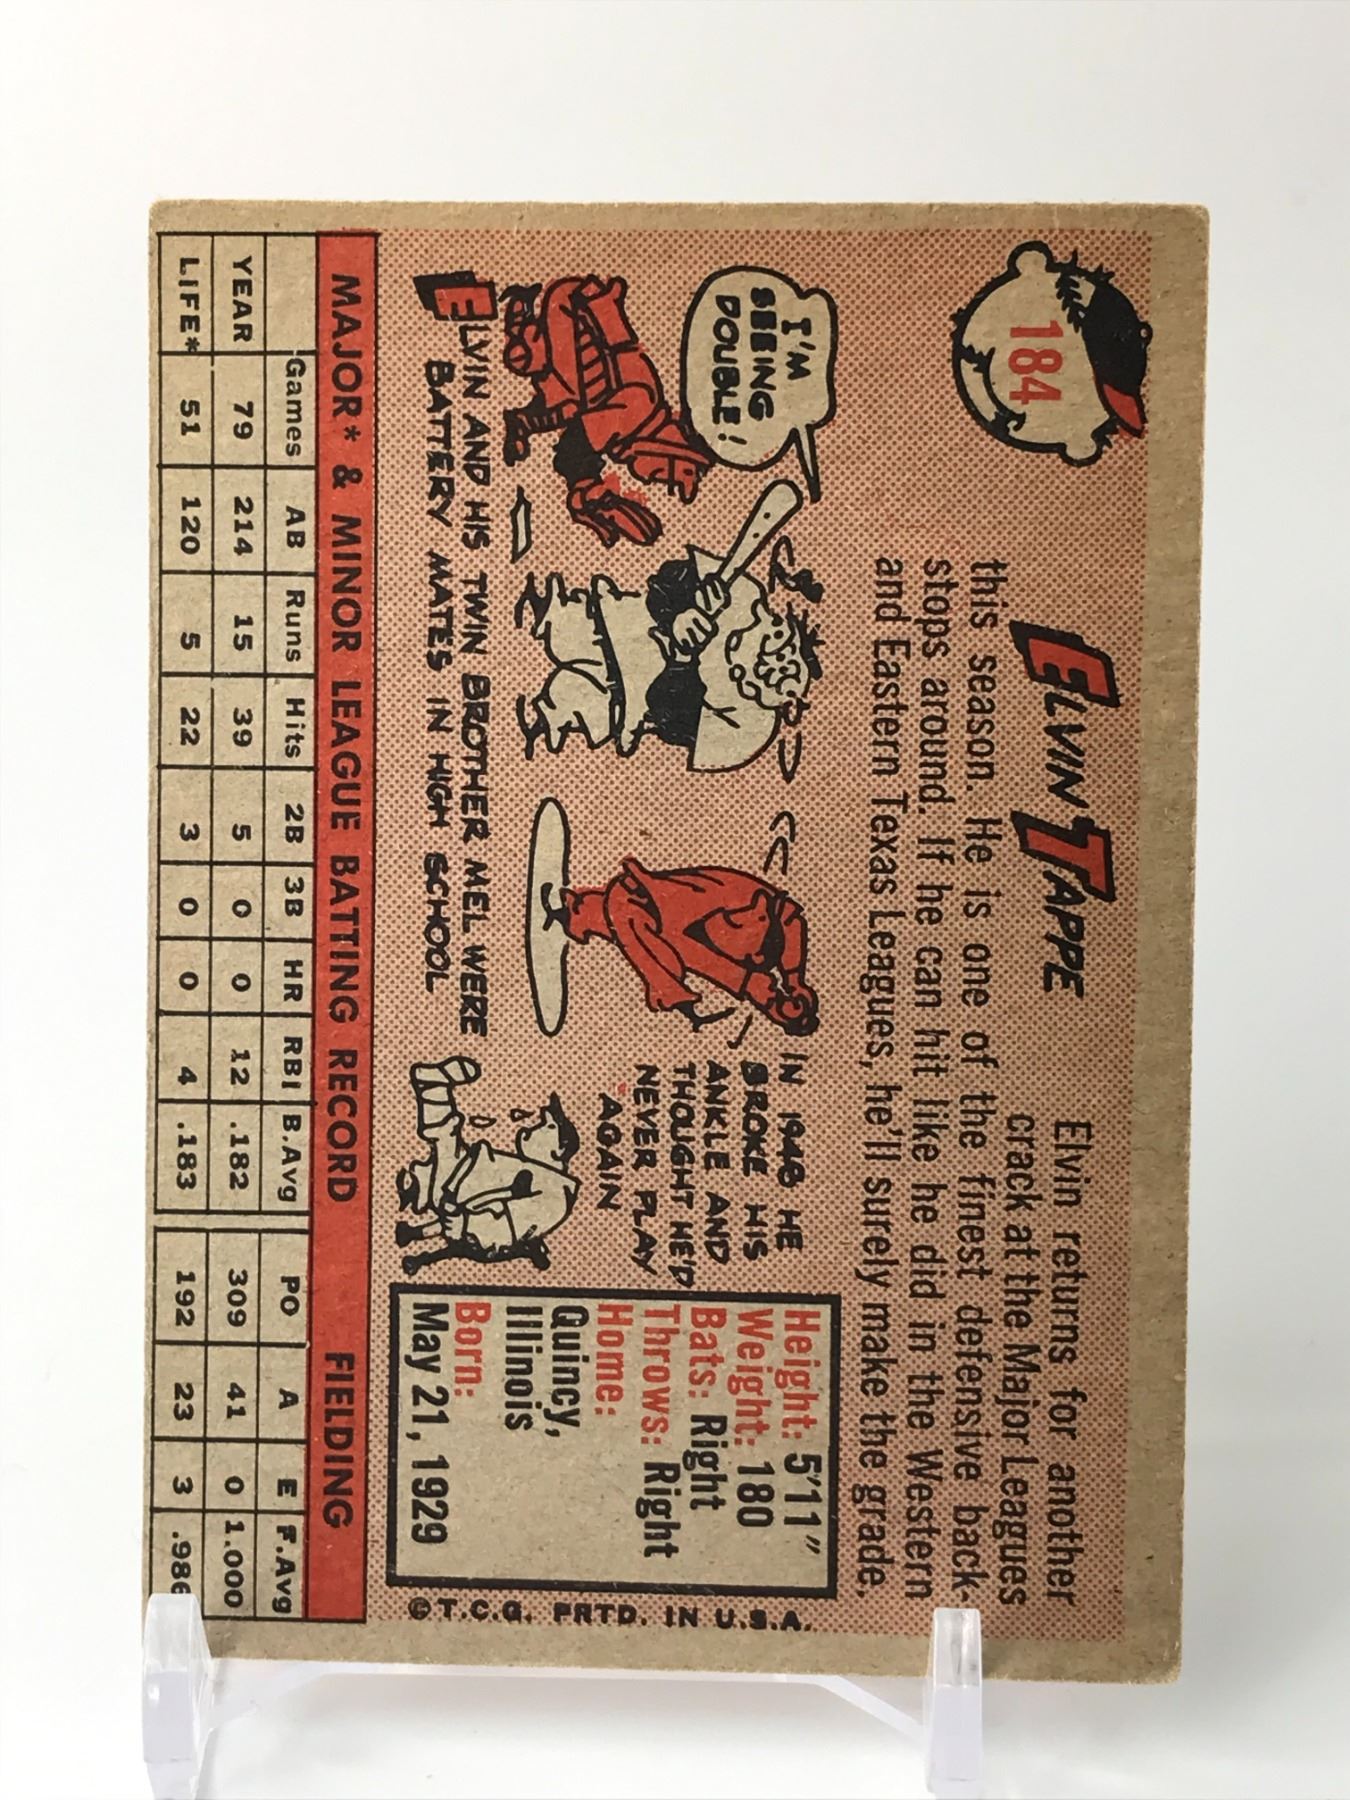 184
ELVIN TAPPE
Elvin returns for another
crack at the Major Leagues
this season. He is one of the finest defensive back-
stops around. If he can hit like he did in the Western
and Eastern Texas Leagues, he'll surely make the grade.
I'M
SEEING
DOUBLE!
ELVIN AND HIS TWIN BROTHER MEL WERE
BATTERY MATES IN HIGH SCHOOL
IN 1948 HE
BROKE HIS
ANKLE AND
THOUGHT HE'D
NEVER PLAY
AGAIN
Height: 5'11"
Weight: 180
Bats: Right
Throws: Right
Home:
Quincy,
Illinois
Born:
May 21, 1929
©T.C.G. PRTD. IN U.S.A.
MAJOR* & MINOR LEAGUE BATTING RECORD FIELDING
Games AB Runs Hits 2B 3B HR RBI B.Avg PO A E F.Avg
YEAR 79 214 15 39 5 0 0 12 .182 309 41 0 1.000
LIFE* 51 120 5 22 3 0 0 4 .183 192 23 3 .986